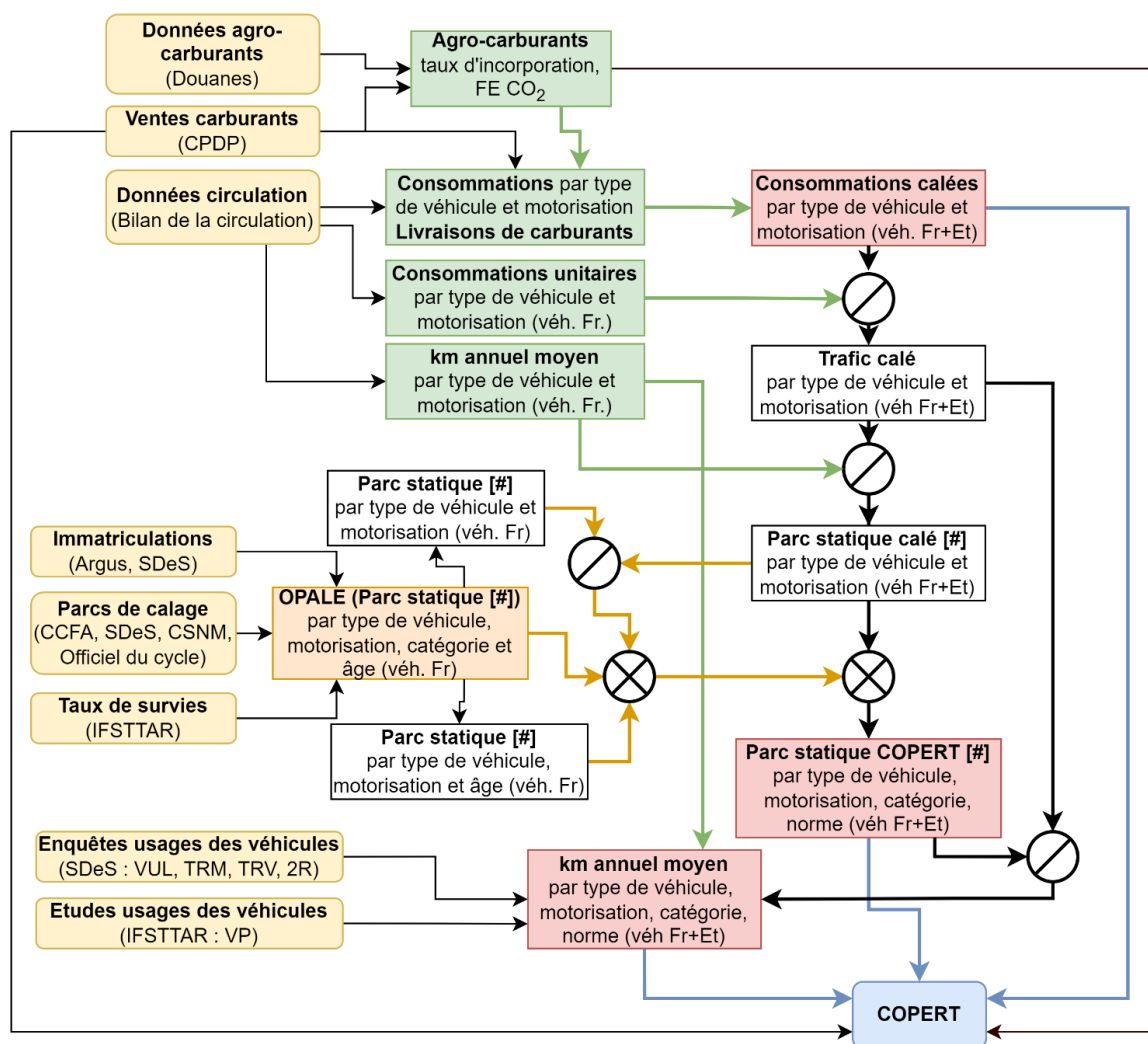 Données agro-
carburants
(Douanes)
Agro-carburants
taux d'incorporation,
FE CO2
Ventes carburants
(CPDP)
Données circulation
(Bilan de la circulation)
Consommations par type
de véhicule et motorisation
Livraisons de carburants
Consommations calées
par type de véhicule et
motorisation (véh. Fr+Et)
Consommations unitaires
par type de véhicule et
motorisation (véh. Fr.)
km annuel moyen
par type de véhicule et
motorisation (véh. Fr.)
Trafic calé
par type de véhicule et
motorisation (véh Fr+Et)
Parc statique [#]
par type de véhicule et
motorisation (véh. Fr)
Immatriculations
(Argus, SDeS)
Parc statique calé [#]
par type de véhicule et
motorisation (véh Fr+Et)
Parcs de calage
(CCFA, SDeS, CSNM,
Officiel du cycle)
OPALE (Parc statique [#])
par type de véhicule,
motorisation, catégorie et
âge (véh. Fr)
Taux de survies
(IFSTTAR)
Parc statique [#]
par type de véhicule,
motorisation et âge (véh. Fr)
Parc statique COPERT [#]
par type de véhicule,
motorisation, catégorie,
norme (véh Fr+Et)
Enquêtes usages des véhicules
(SDeS : VUL, TRM, TRV, 2R)
Etudes usages des véhicules
(IFSTTAR : VP)
km annuel moyen
par type de véhicule,
motorisation, catégorie,
norme (véh Fr+Et)
COPERT